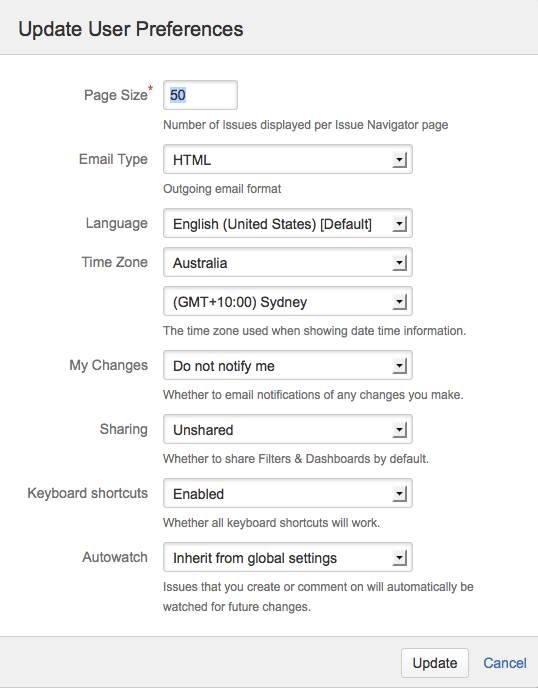 Update User Preferences
Page Size*
50
Number of Issues displayed per Issue Navigator page
Email Type
HTML
Outgoing email format
Language
English (United States) [Default]
Time Zone
Australia
(GMT+10:00) Sydney
The time zone used when showing date time information.
My Changes
Do not notify me
Whether to email notifications of any changes you make.
Sharing
Unshared
Whether to share Filters & Dashboards by default.
Keyboard shortcuts
Enabled
Whether all keyboard shortcuts will work.
Autowatch
Inherit from global settings
Issues that you create or comment on will automatically be
watched for future changes.
Update
Cancel